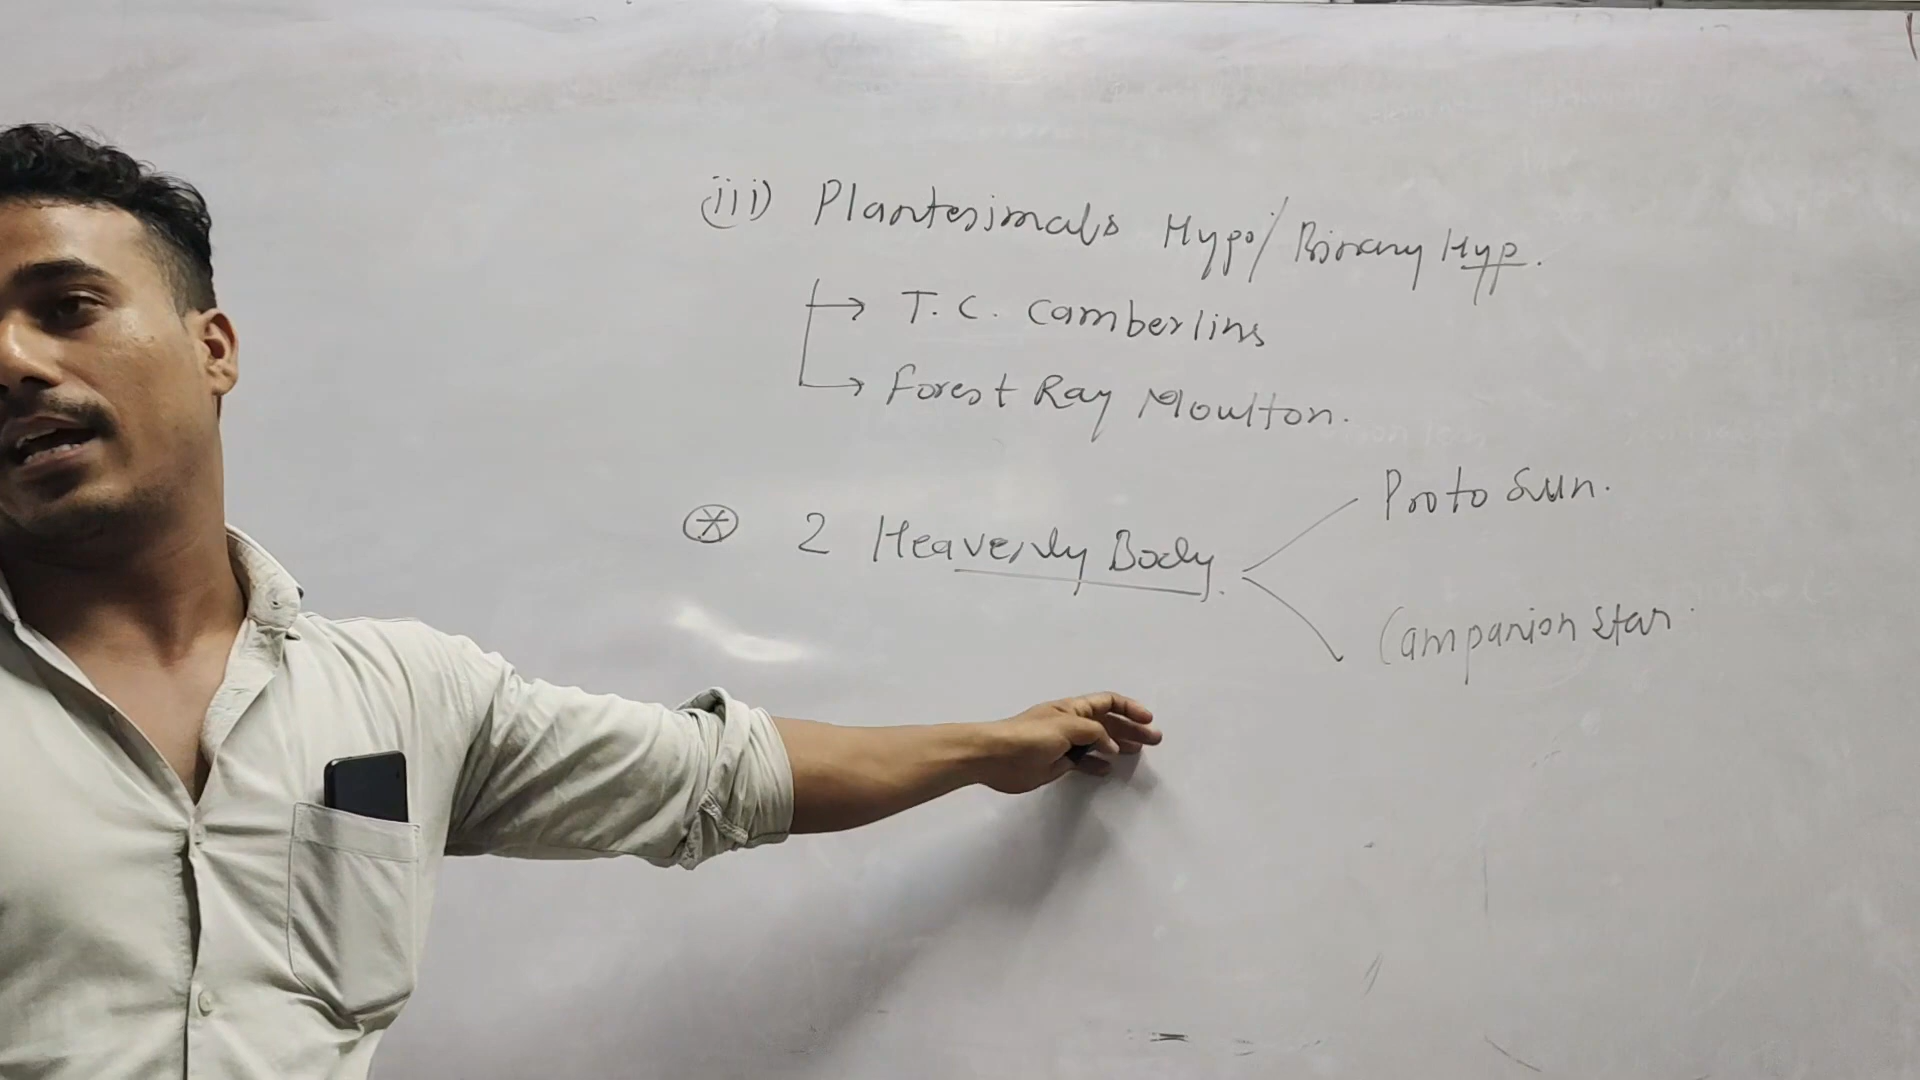 (iii) Plantesimals Hypo/ Binary Hyp.
→ T. C. Camberlins
→ Forest Ray Moulton.
* 2 Heavenly Body.
Proto Sun.
Campanion Star.